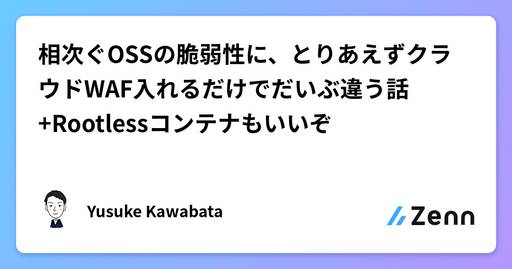 相次ぐOSSの脆弱性に、とりあえずクラ
ウドWAF入れるだけでだいぶ違う話
+Rootlessコンテナもいいぞ
Yusuke Kawabata
Zenn